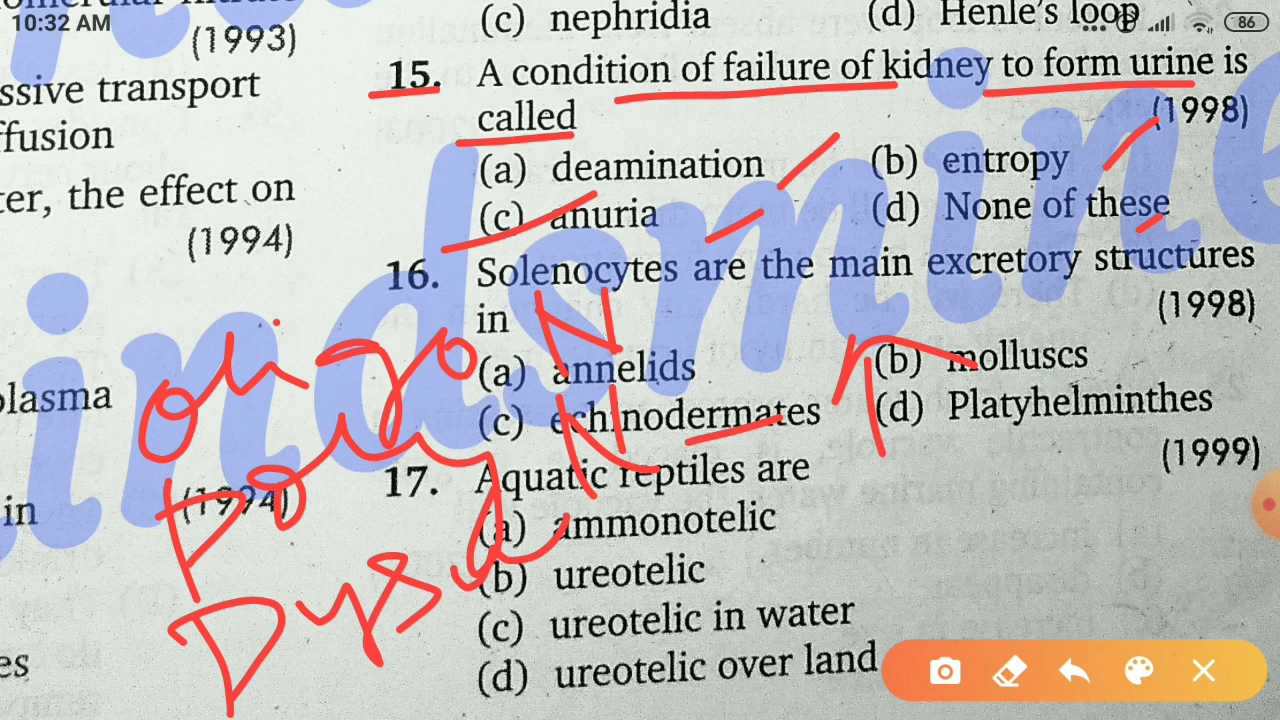 10:32 AM
86
(1993)
ssive transport
ffusion
ter, the effect on
(1994)
plasma
in (1994)
es
(c) nephridia (d) Henle's loop
15. A condition of failure of kidney to form urine is
called (1998)
(a) deamination (b) entropy
(c) anuria (d) None of these
16. Solenocytes are the main excretory structures
in (1998)
(a) annelids (b) molluscs
(c) echinodermates (d) Platyhelminthes
17. Aquatic reptiles are (1999)
(a) ammonotelic
(b) ureotelic
(c) ureotelic in water
(d) ureotelic over land
oligo
Poly
Dys